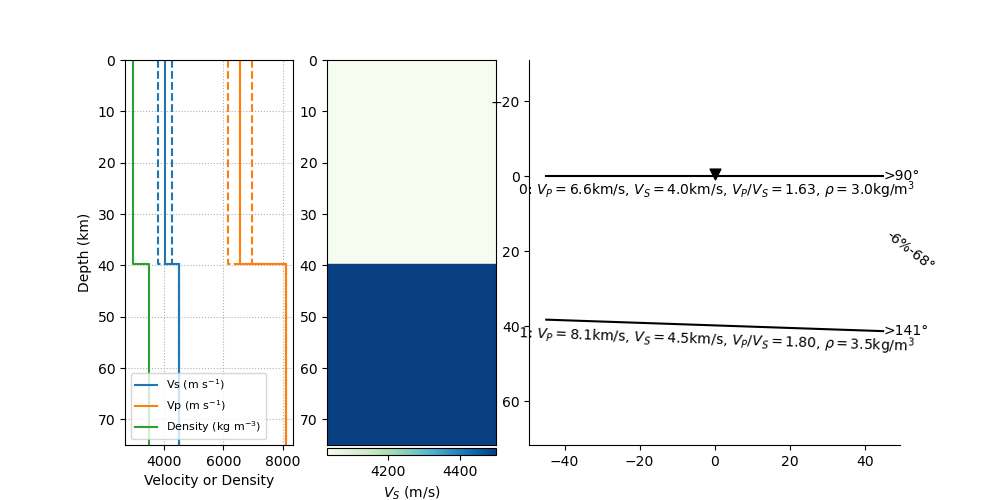 0
10
20
30
40
50
60
70
Depth (km)
4000 6000 8000
Velocity or Density
Vs (m s⁻¹)
Vp (m s⁻¹)
Density (kg m⁻³)
0
10
20
30
40
50
60
70
4200 4400
V_S (m/s)
−20
0
20
40
60
−40 −20 0 20 40
>90°
0: V_P = 6.6km/s, V_S = 4.0km/s, V_P/V_S = 1.63, ρ = 3.0kg/m³
-6%-68°
>141°
1: V_P = 8.1km/s, V_S = 4.5km/s, V_P/V_S = 1.80, ρ = 3.5kg/m³